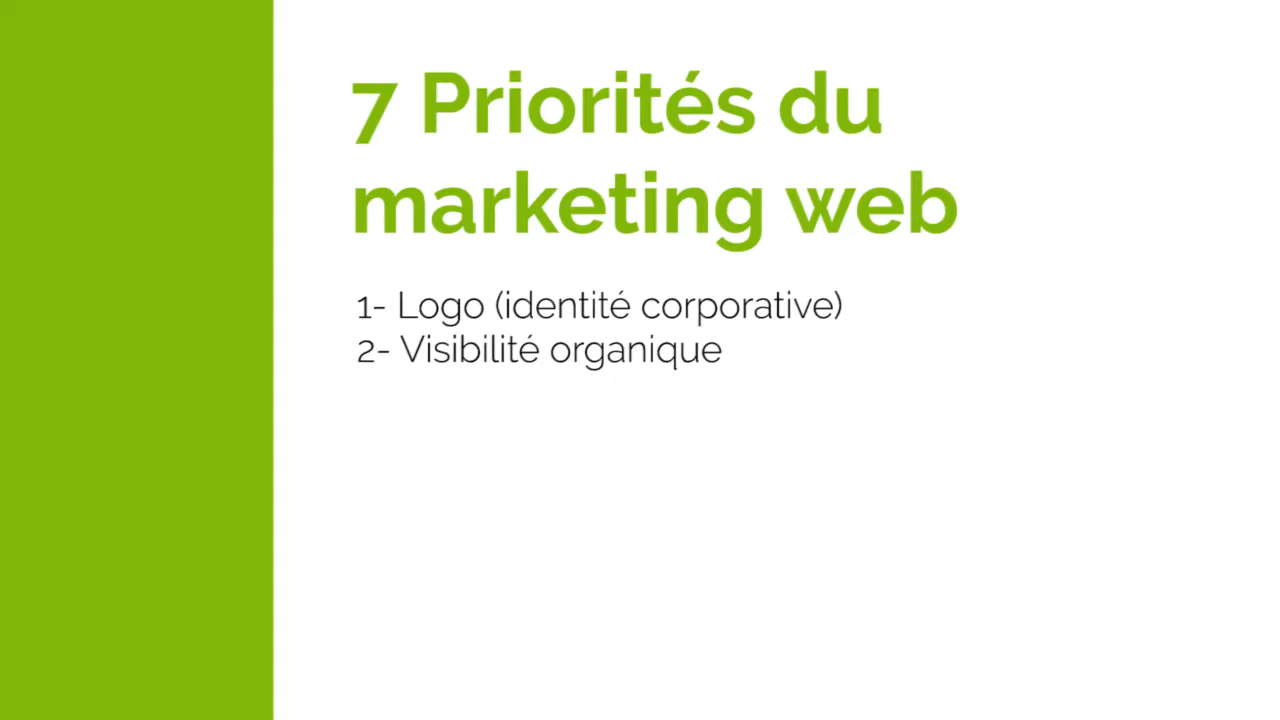 7 Priorités du
marketing web
1- Logo (identité corporative)
2- Visibilité organique